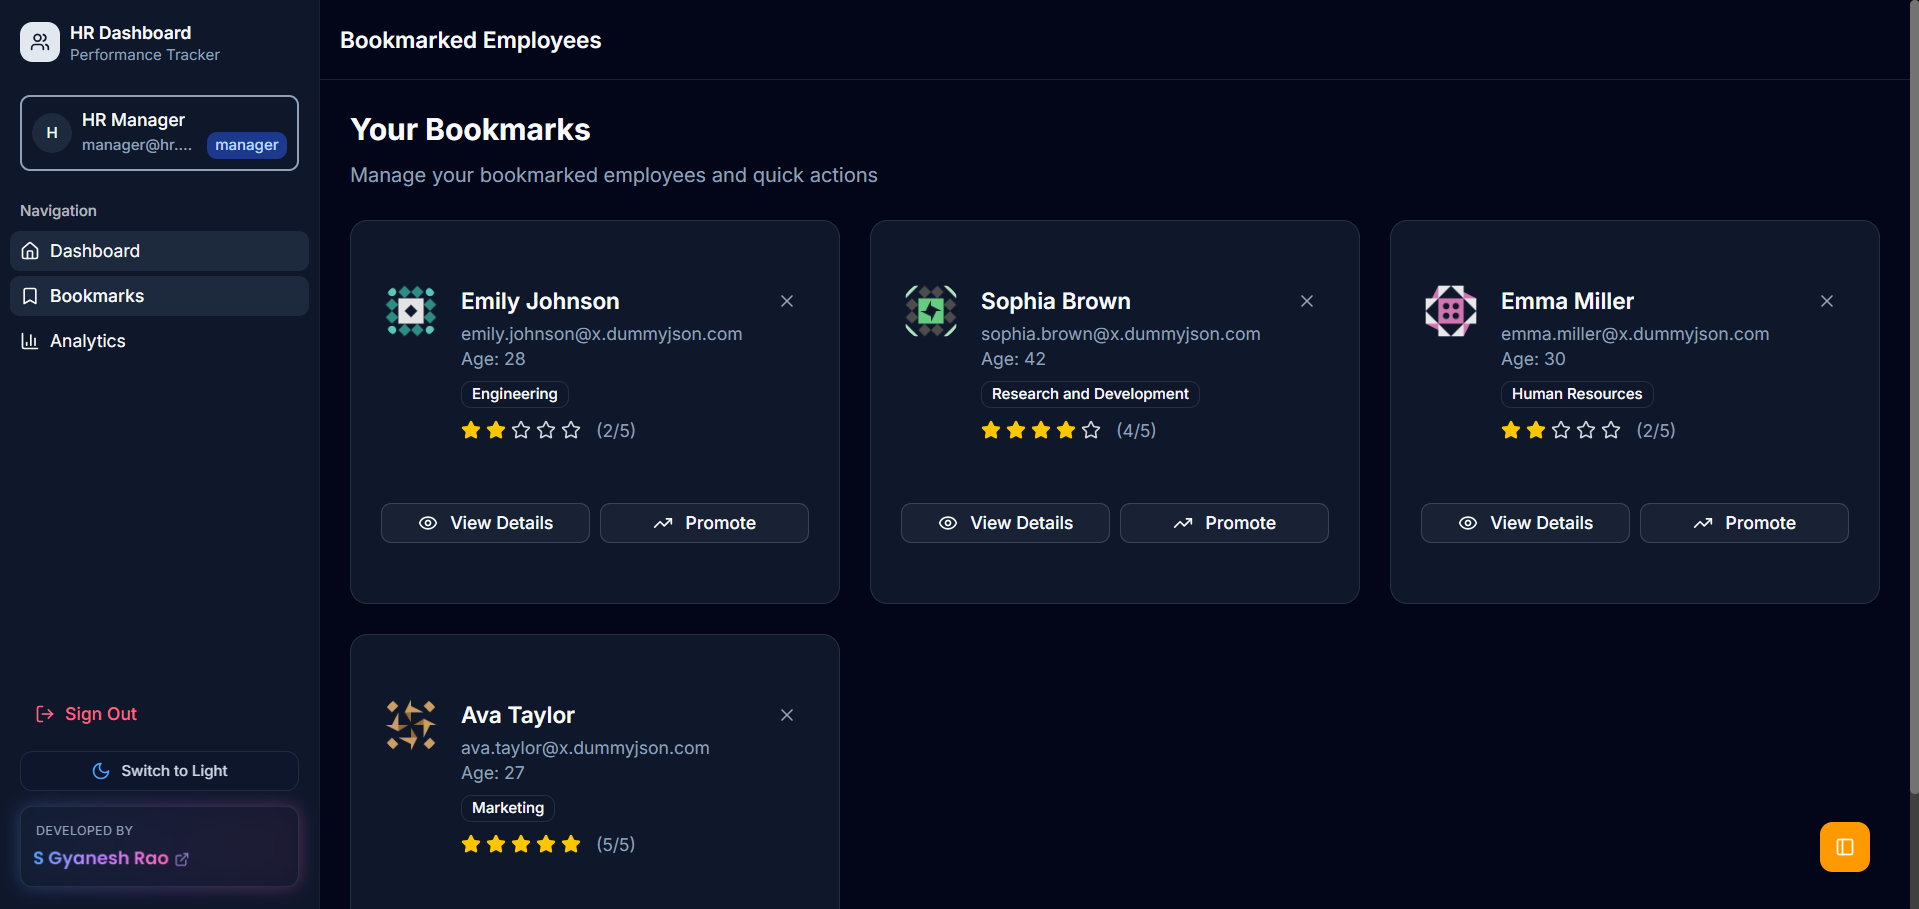 HR Dashboard
Performance Tracker
H
HR Manager
manager@hr....
manager
Navigation
Dashboard
Bookmarks
Analytics
Sign Out
Switch to Light
DEVELOPED BY
S Gyanesh Rao
Bookmarked Employees
Your Bookmarks
Manage your bookmarked employees and quick actions
Emily Johnson
emily.johnson@x.dummyjson.com
Age: 28
Engineering
(2/5)
View Details
Promote
Sophia Brown
sophia.brown@x.dummyjson.com
Age: 42
Research and Development
(4/5)
View Details
Promote
Emma Miller
emma.miller@x.dummyjson.com
Age: 30
Human Resources
(2/5)
View Details
Promote
Ava Taylor
ava.taylor@x.dummyjson.com
Age: 27
Marketing
(5/5)